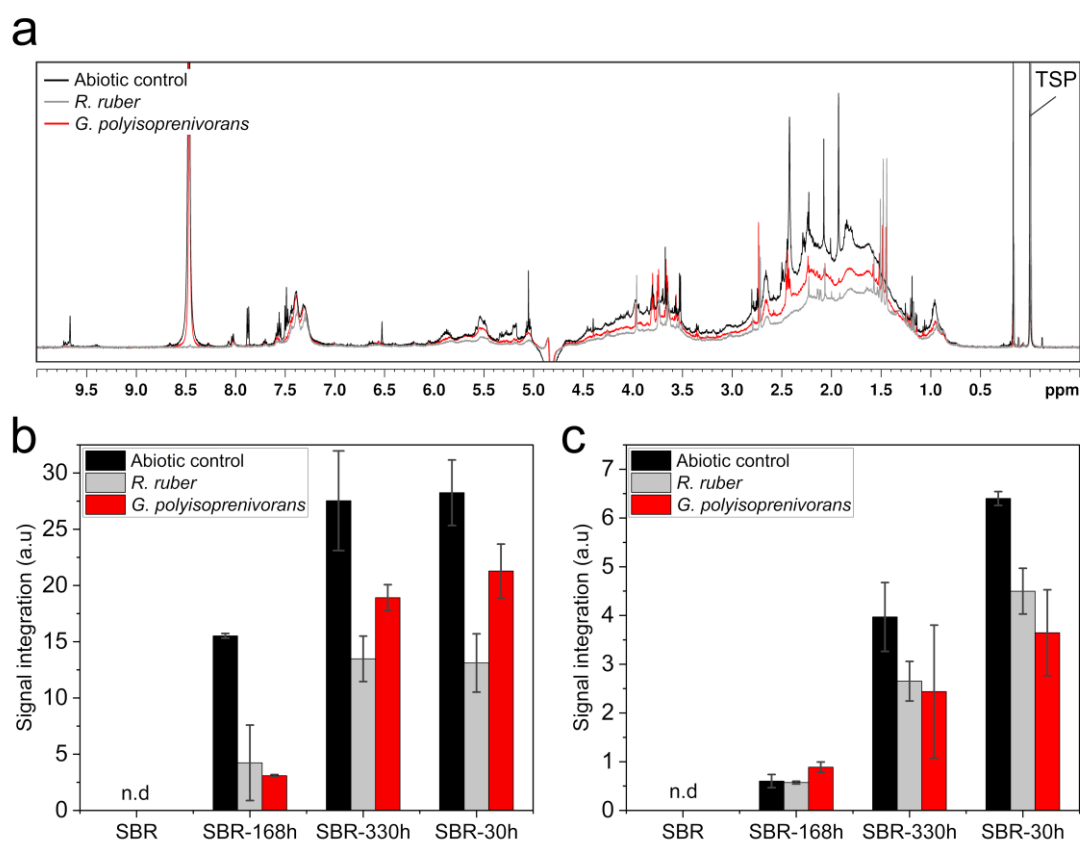 a
Abiotic control
R. ruber
G. polyisoprenivorans
TSP
9.5 9.0 8.5 8.0 7.5 7.0 6.5 6.0 5.5 5.0 4.5 4.0 3.5 3.0 2.5 2.0 1.5 1.0 0.5 ppm
b
Signal integration (a.u)
30
25
20
15
10
5
0
Abiotic control
R. ruber
G. polyisoprenivorans
n.d
SBR SBR-168h SBR-330h SBR-30h
c
Signal integration (a.u)
7
6
5
4
3
2
1
0
Abiotic control
R. ruber
G. polyisoprenivorans
n.d
SBR SBR-168h SBR-330h SBR-30h